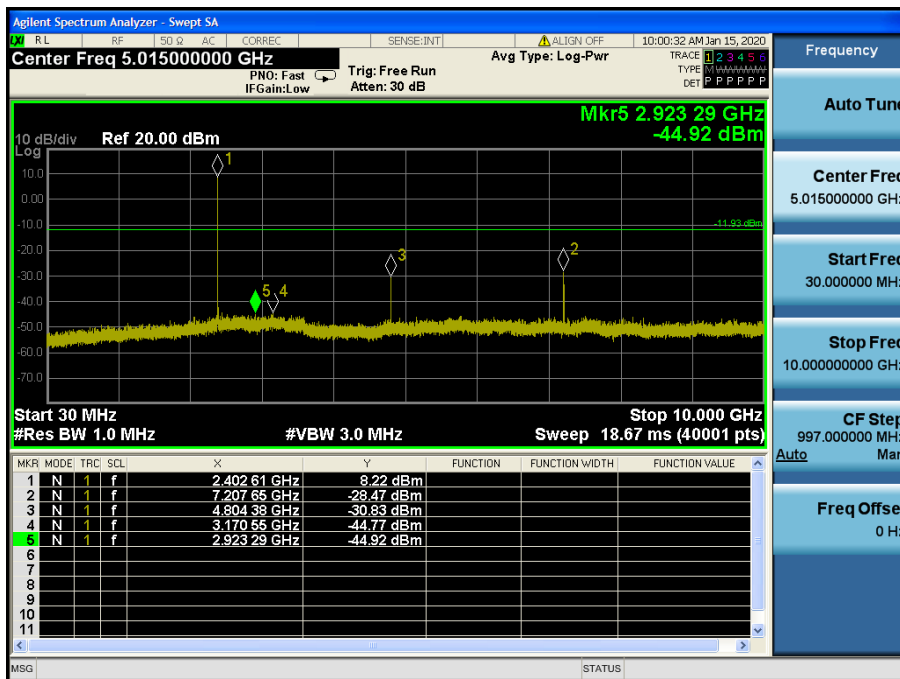 Agilent Spectrum Analyzer - Swept SA
LXI RL RF 50 Ω AC CORREC SENSE:INT ALIGN OFF 10:00:32 AM Jan 15, 2020
Center Freq 5.015000000 GHz
PNO: Fast
IFGain:Low
Trig: Free Run
Atten: 30 dB
Avg Type: Log-Pwr
TRACE 1 2 3 4 5 6
TYPE M
DET P P P P P P
Mkr5 2.923 29 GHz
-44.92 dBm
10 dB/div Ref 20.00 dBm
Log
10.0
0.00
-10.0
-20.0
-30.0
-40.0
-50.0
-60.0
-70.0
1
-11.93 dBm
2
3
5 4
Start 30 MHz Stop 10.000 GHz
#Res BW 1.0 MHz #VBW 3.0 MHz Sweep 18.67 ms (40001 pts)
MKR MODE TRC SCL X Y FUNCTION FUNCTION WIDTH FUNCTION VALUE
1 N 1 f 2.402 61 GHz 8.22 dBm
2 N 1 f 7.207 65 GHz -28.47 dBm
3 N 1 f 4.804 38 GHz -30.83 dBm
4 N 1 f 3.170 55 GHz -44.77 dBm
5 N 1 f 2.923 29 GHz -44.92 dBm
6
7
8
9
10
11
MSG STATUS
Frequency
Auto Tune
Center Freq
5.015000000 GHz
Start Freq
30.000000 MHz
Stop Freq
10.000000000 GHz
CF Step
997.000000 MHz
Auto Man
Freq Offset
0 Hz